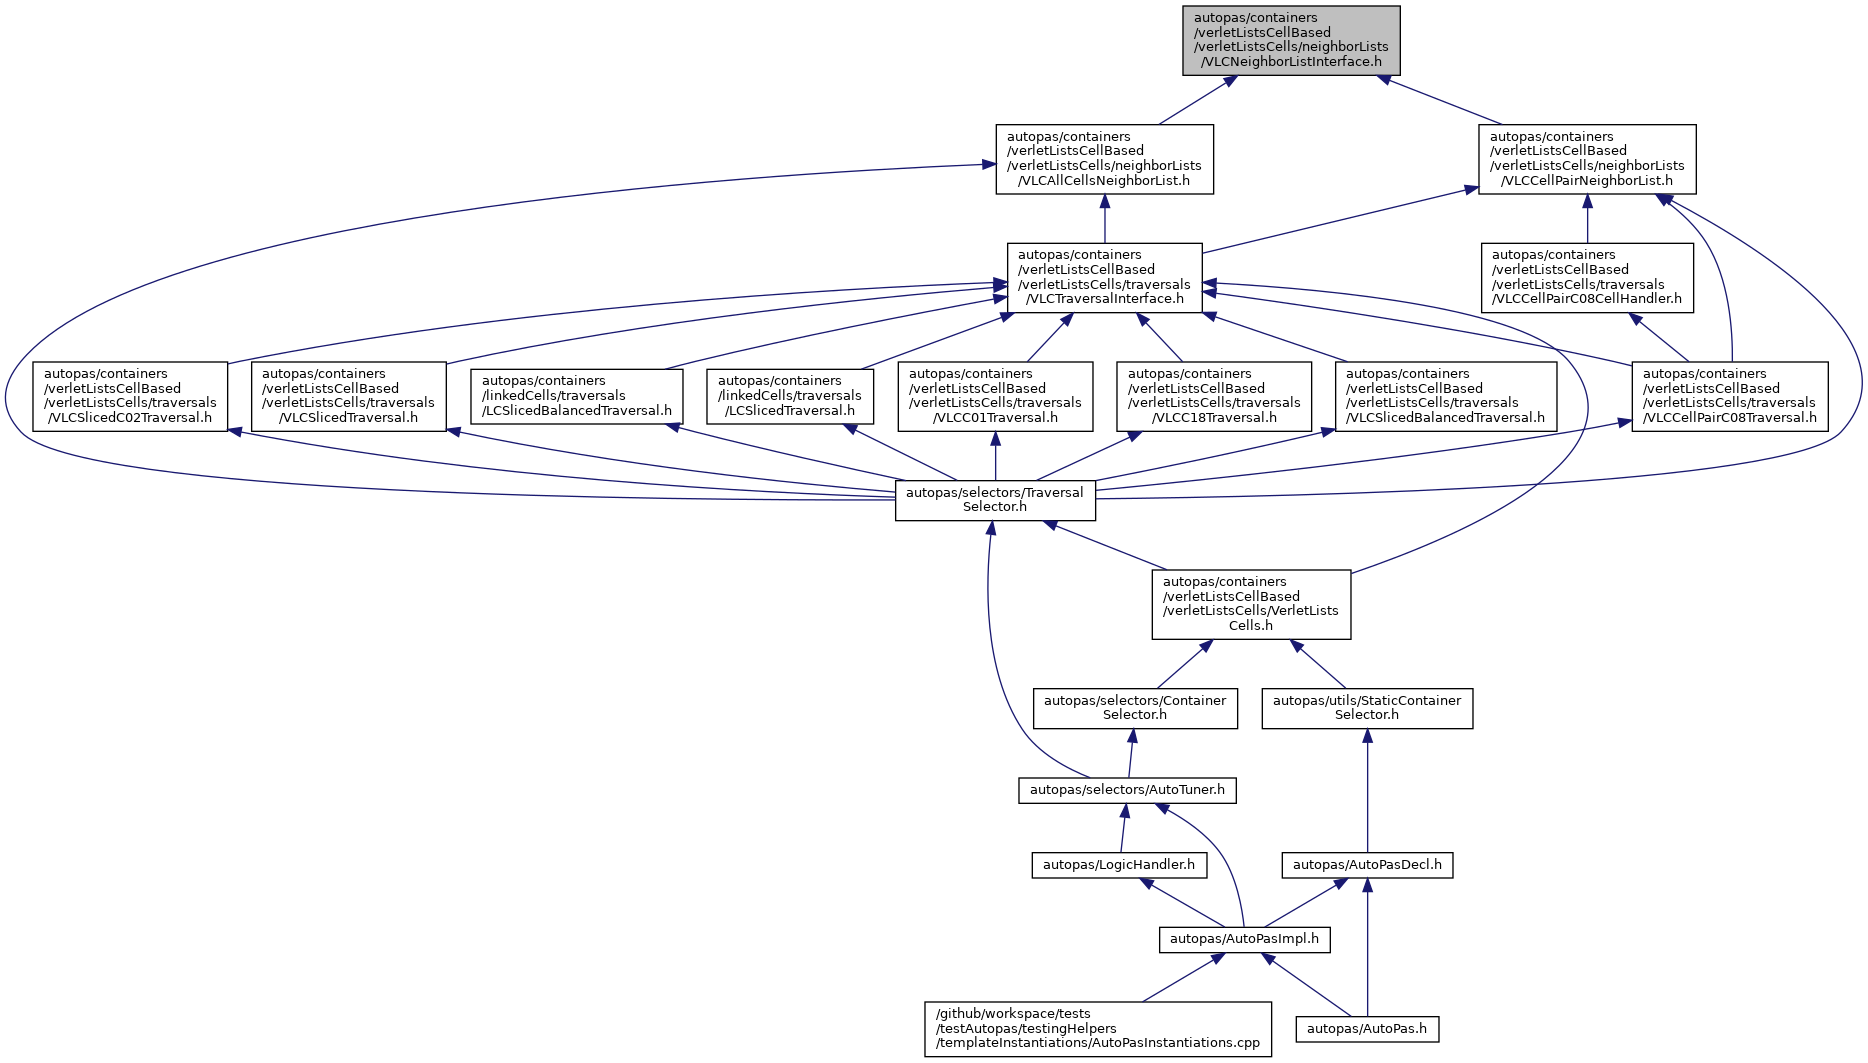 autopas/containers
/verletListsCellBased
/verletListsCells/neighborLists
/VLCNeighborListInterface.h
autopas/containers
/verletListsCellBased
/verletListsCells/neighborLists
/VLCAllCellsNeighborList.h
autopas/containers
/verletListsCellBased
/verletListsCells/neighborLists
/VLCCellPairNeighborList.h
autopas/containers
/verletListsCellBased
/verletListsCells/traversals
/VLCTraversalInterface.h
autopas/containers
/verletListsCellBased
/verletListsCells/traversals
/VLCCellPairC08CellHandler.h
autopas/containers
/verletListsCellBased
/verletListsCells/traversals
/VLCSlicedC02Traversal.h
autopas/containers
/verletListsCellBased
/verletListsCells/traversals
/VLCSlicedTraversal.h
autopas/containers
/linkedCells/traversals
/LCSlicedBalancedTraversal.h
autopas/containers
/linkedCells/traversals
/LCSlicedTraversal.h
autopas/containers
/verletListsCellBased
/verletListsCells/traversals
/VLCC01Traversal.h
autopas/containers
/verletListsCellBased
/verletListsCells/traversals
/VLCC18Traversal.h
autopas/containers
/verletListsCellBased
/verletListsCells/traversals
/VLCSlicedBalancedTraversal.h
autopas/containers
/verletListsCellBased
/verletListsCells/traversals
/VLCCellPairC08Traversal.h
autopas/selectors/Traversal
Selector.h
autopas/containers
/verletListsCellBased
/verletListsCells/VerletLists
Cells.h
autopas/selectors/Container
Selector.h
autopas/utils/StaticContainer
Selector.h
autopas/selectors/AutoTuner.h
autopas/LogicHandler.h
autopas/AutoPasDecl.h
autopas/AutoPasImpl.h
/github/workspace/tests
/testAutopas/testingHelpers
/templateInstantiations/AutoPasInstantiations.cpp
autopas/AutoPas.h